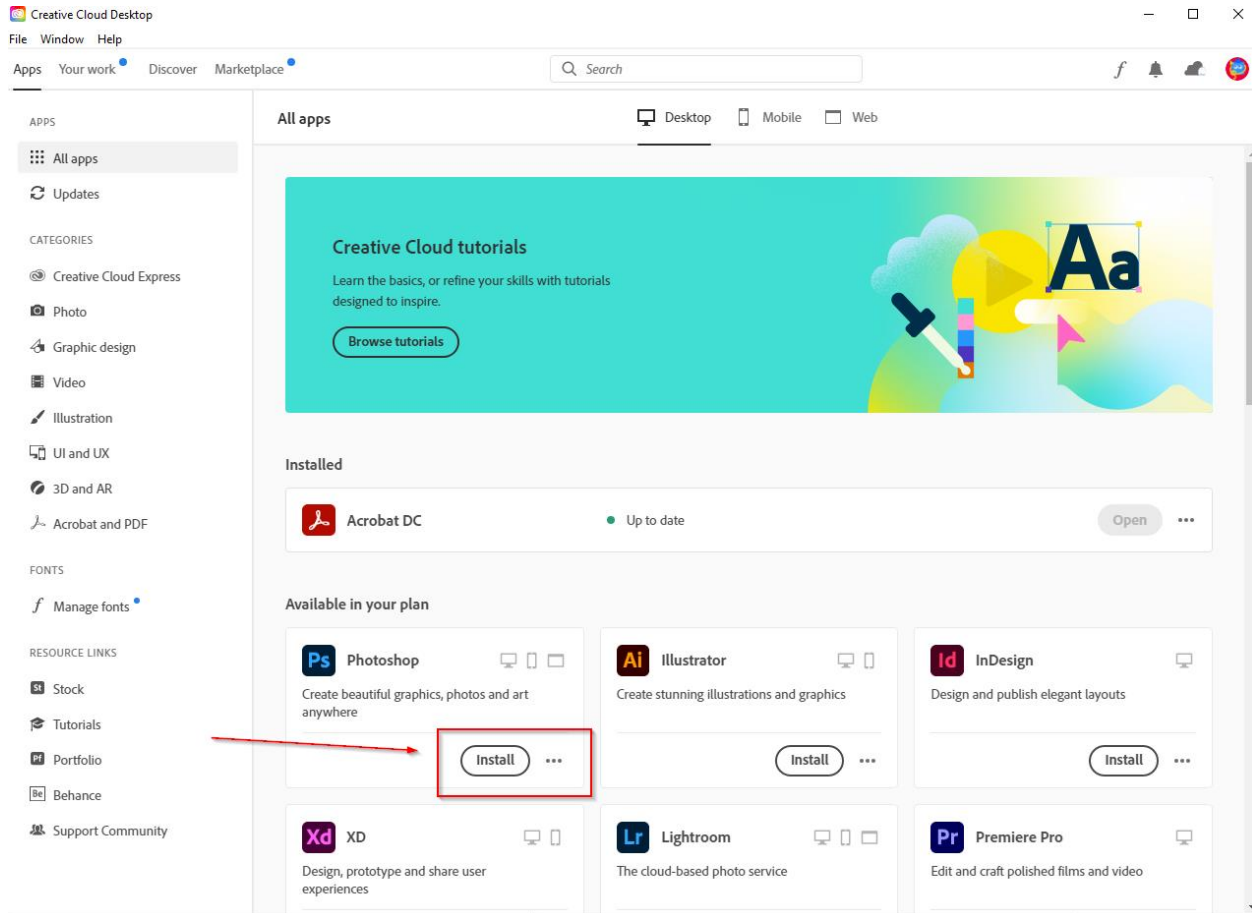 Creative Cloud Desktop
File Window Help
Apps Your work Discover Marketplace Search
APPS
All apps
Updates
CATEGORIES
Creative Cloud Express
Photo
Graphic design
Video
Illustration
UI and UX
3D and AR
Acrobat and PDF
FONTS
Manage fonts
RESOURCE LINKS
St Stock
Tutorials
Pf Portfolio
Be Behance
Support Community
All apps Desktop Mobile Web
Creative Cloud tutorials
Learn the basics, or refine your skills with tutorials
designed to inspire.
Browse tutorials
Aa
Installed
Acrobat DC Up to date Open
Available in your plan
Ps Photoshop
Create beautiful graphics, photos and art
anywhere
Install
Ai Illustrator
Create stunning illustrations and graphics
Install
Id InDesign
Design and publish elegant layouts
Install
Xd XD
Design, prototype and share user
experiences
Lr Lightroom
The cloud-based photo service
Pr Premiere Pro
Edit and craft polished films and video